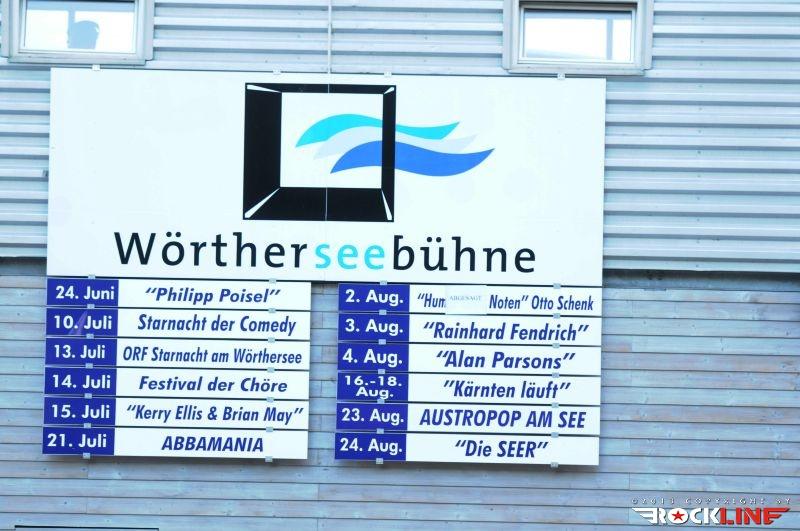 Wörtherseebühne
24. Juni "Philipp Poisel"
10. Juli Starnacht der Comedy
13. Juli ORF Starnacht am Wörthersee
14. Juli Festival der Chöre
15. Juli "Kerry Ellis & Brian May"
21. Juli ABBAMANIA
2. Aug. "Hum ABGESAGT Noten" Otto Schenk
3. Aug. "Rainhard Fendrich"
4. Aug. "Alan Parsons"
16.-18. Aug. "Kärnten läuft"
23. Aug. AUSTROPOP AM SEE
24. Aug. "Die SEER"
COPYRIGHT BY
ROCKLINE